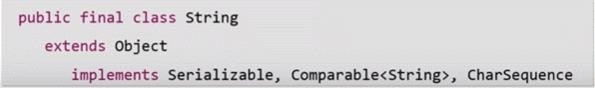 public final class String
extends Object
implements Serializable, Comparable<String>, CharSequence